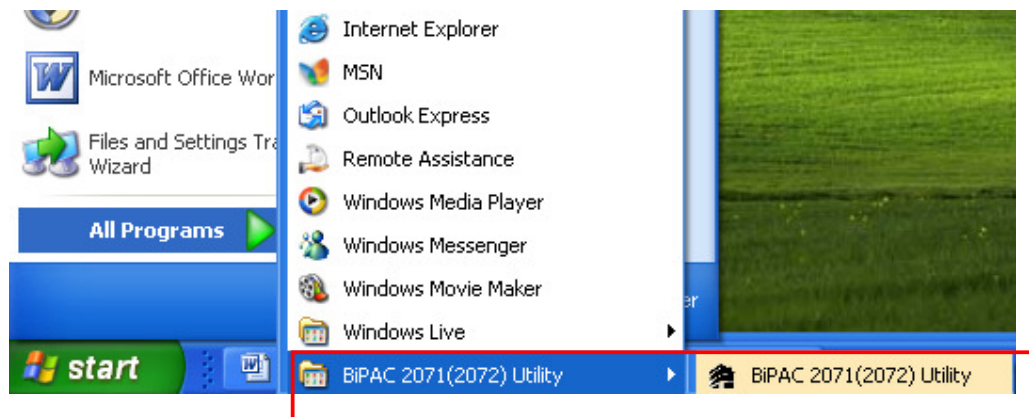 Microsoft Office Wor
Files and Settings Tra
Wizard
All Programs
start
Internet Explorer
MSN
Outlook Express
Remote Assistance
Windows Media Player
Windows Messenger
Windows Movie Maker
Windows Live
BiPAC 2071(2072) Utility
BiPAC 2071(2072) Utility
er